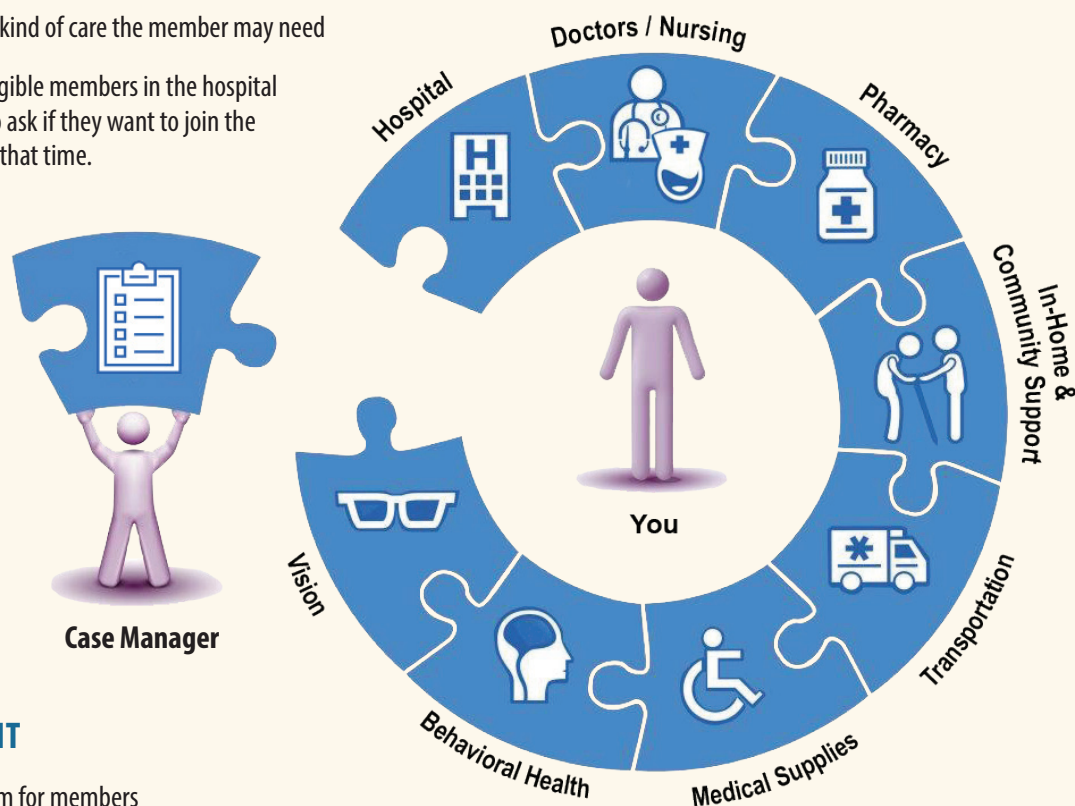 kind of care the member may need
gible members in the hospital
ask if they want to join the
that time.
Doctors / Nursing
Hospital
Pharmacy
In-Home &
Community Support
H
You
Transportation
Vision
Case Manager
Behavioral Health
Medical Supplies
IT
m for members